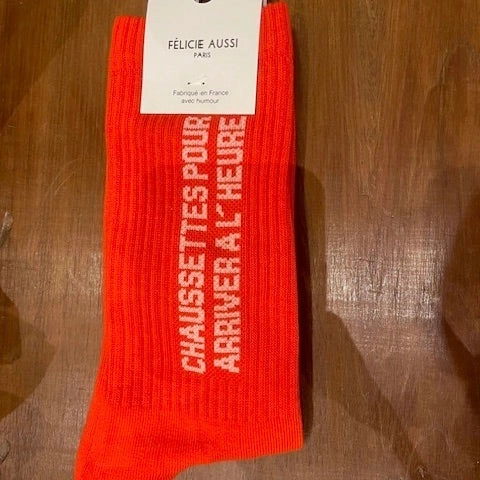 FÉLICIE AUSSI
PARIS
Fabriqué en France
avec humour
CHAUSSETTES POUR
ARRIVER A L'HEURE